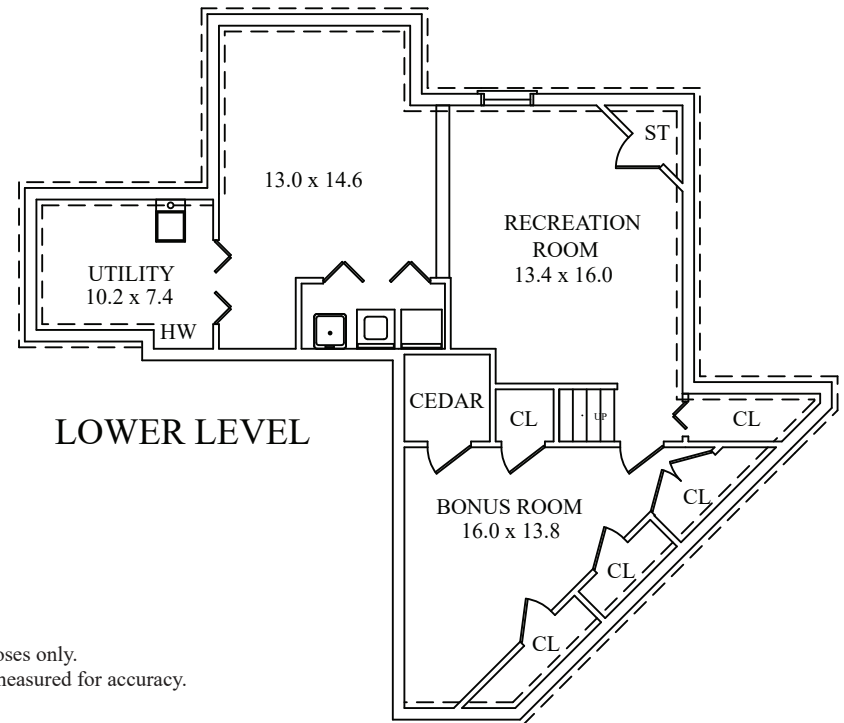 ST
13.0 x 14.6
RECREATION
ROOM
13.4 x 16.0
UTILITY
10.2 x 7.4
HW
CEDAR
CL
UP
CL
LOWER LEVEL
CL
BONUS ROOM
16.0 x 13.8
CL
CL
only.
measured for accuracy.